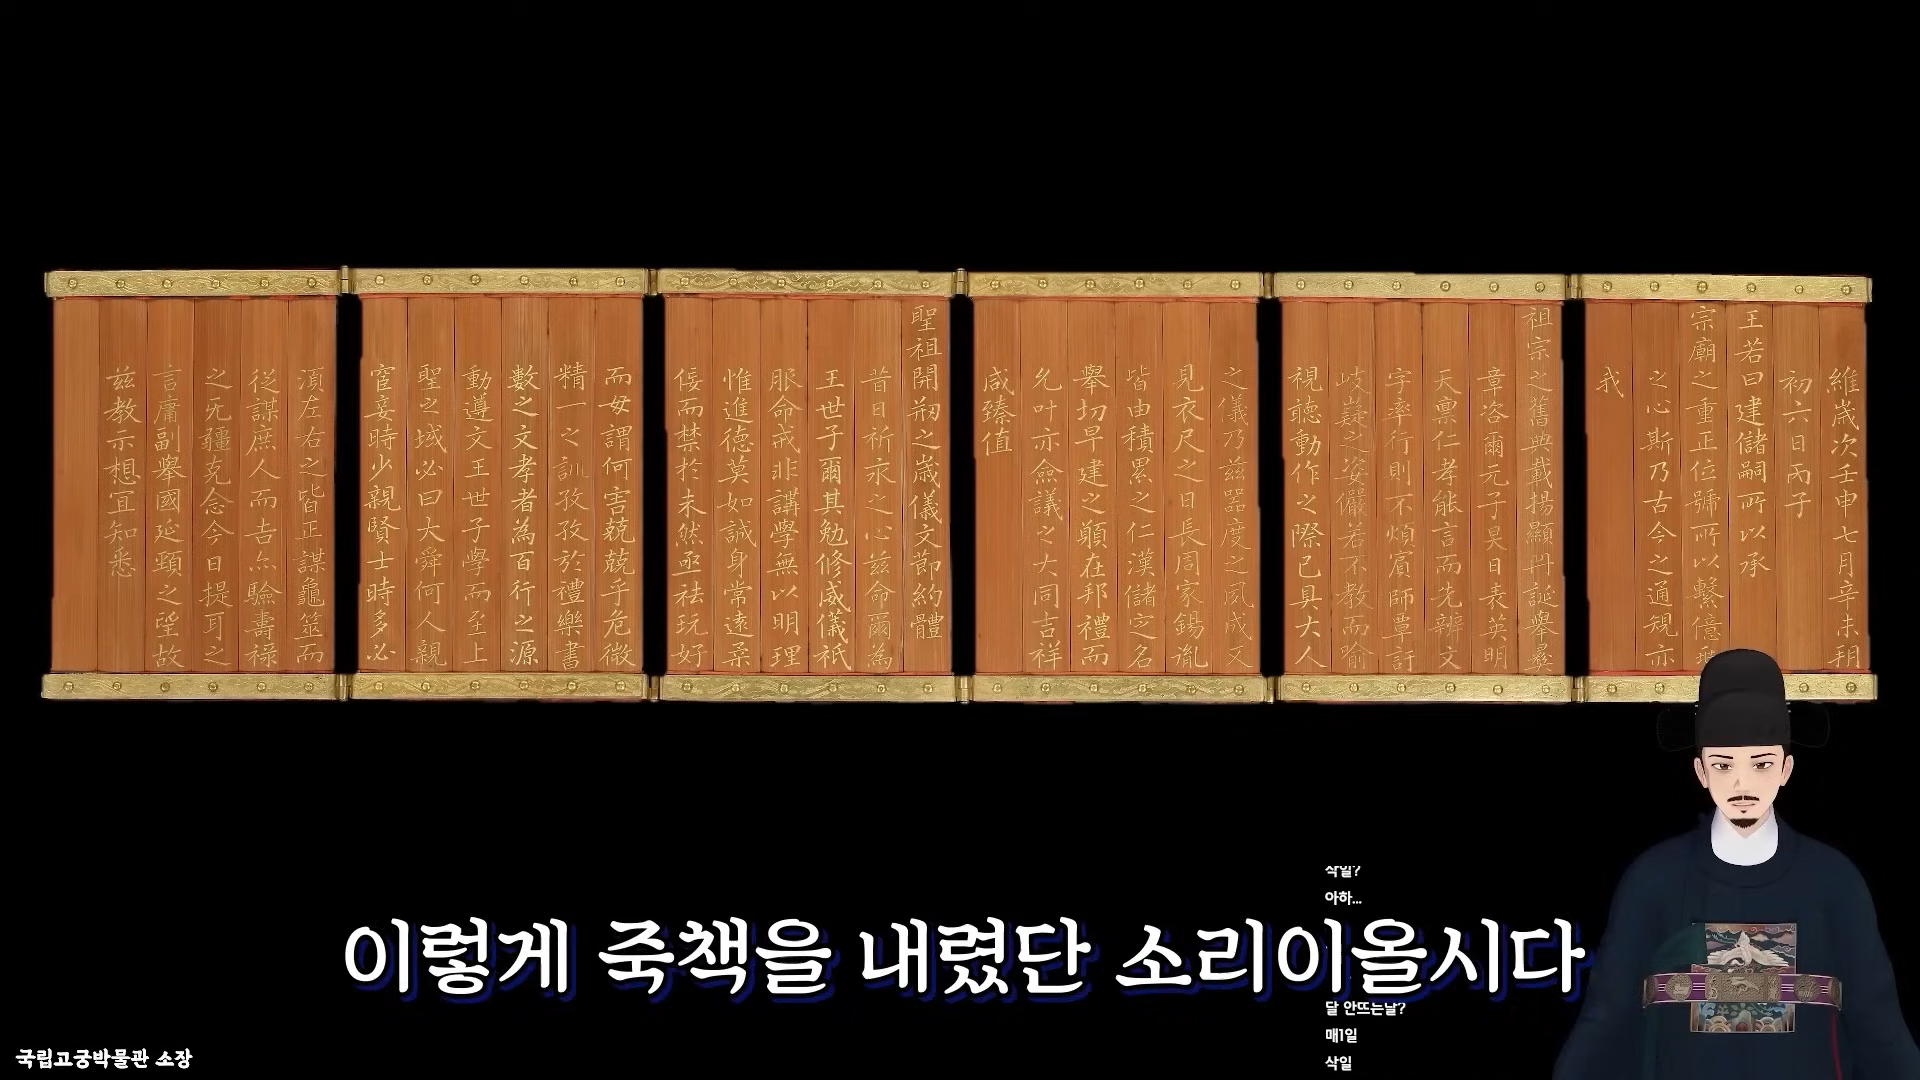 維歲次壬申七月辛未朔
初六日丙子
王若曰建儲嗣所以承
宗廟之重正位號所以繫億
之心斯乃古今之通規亦
我
祖宗之舊典載揚顯冊誕舉彝
章咨爾元子昊日表英明
天稟仁孝能言而先辨文
字率行則不煩賓師覃訏
岐嶷之姿儼若不教而喻
視聽動作之際已具大人
之儀乃茲器度之夙成又
見衣尺之日長周家錫胤
皆由積累之仁漢儲定名
舉切早建之願在邦禮而
允叶亦僉議之大同吉祥
咸臻值
聖祖開刱之歲儀文節約體
昔日祈永之心茲命爾為
王世子爾其勉修威儀祗
服命戒非講學無以明理
惟進德莫如誠身常遠柔
佞而禁於未然亟祛玩好
而毋謂何害兢兢乎危微
精一之訓孜孜於禮樂書
數之文孝者為百行之源
動遵文王世子學而至上
聖之域必曰大舜何人親
宦妾時少親賢士時多必
須左右之皆正謀龜筮而
從謀庶人而吉亦驗壽祿
之无疆克念今日提耳之
言庸副舉國延頸之望故
茲教示想宜知悉
삭일?
아하...
이렇게 죽책을 내렸단 소리이올시다
달 안뜨는날?
매1일
삭일
국립고궁박물관 소장